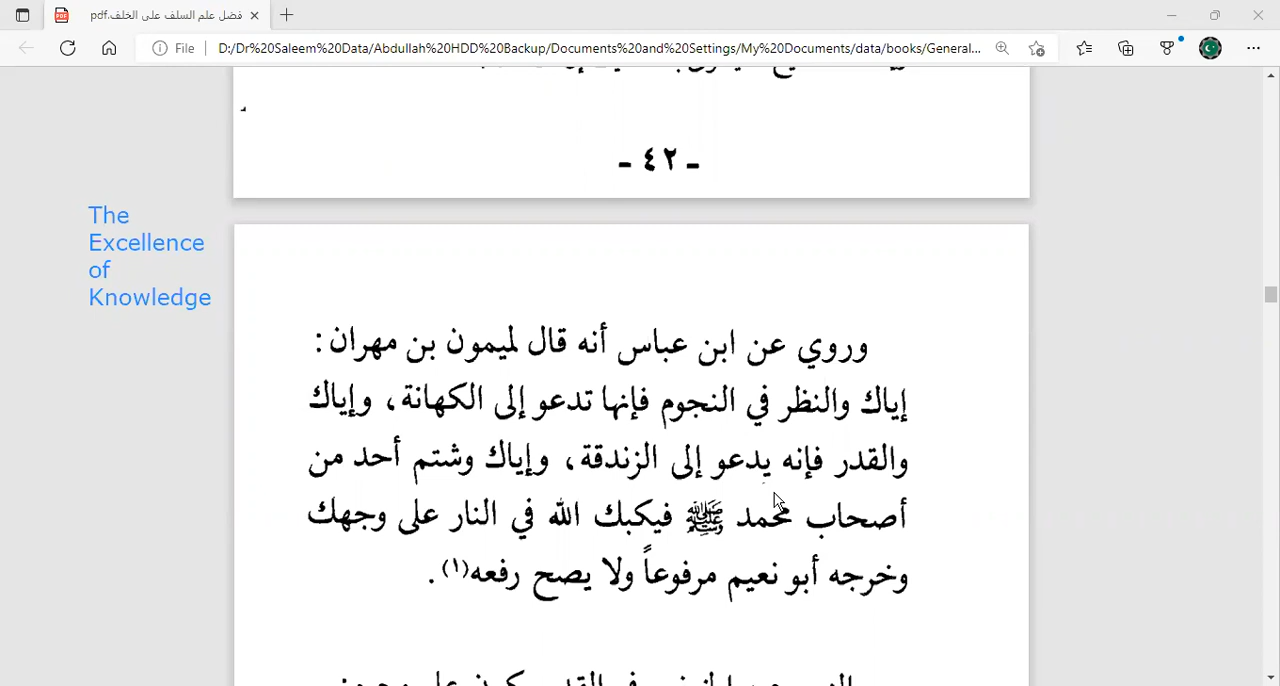 فضل علم السلف على الخلف.pdf
File
D:/Dr%20Saleem%20Data/Abdullah%20HDD%20Backup/Documents%20and%20Settings/My%20Documents/data/books/General...
- ٤٢ -
The
Excellence
of
Knowledge
وروي عن ابن عباس أنه قال لميمون بن مهران :
إياك والنظر في النجوم فإنها تدعو إلى الكهانة، وإياك
والقدر فإنه يدعو إلى الزندقة، وإياك وشتم أحد من
أصحاب محمد ﷺ فيكبك الله في النار على وجهك
وخرجه أبو نعيم مرفوعاً ولا يصح رفعه(١) .